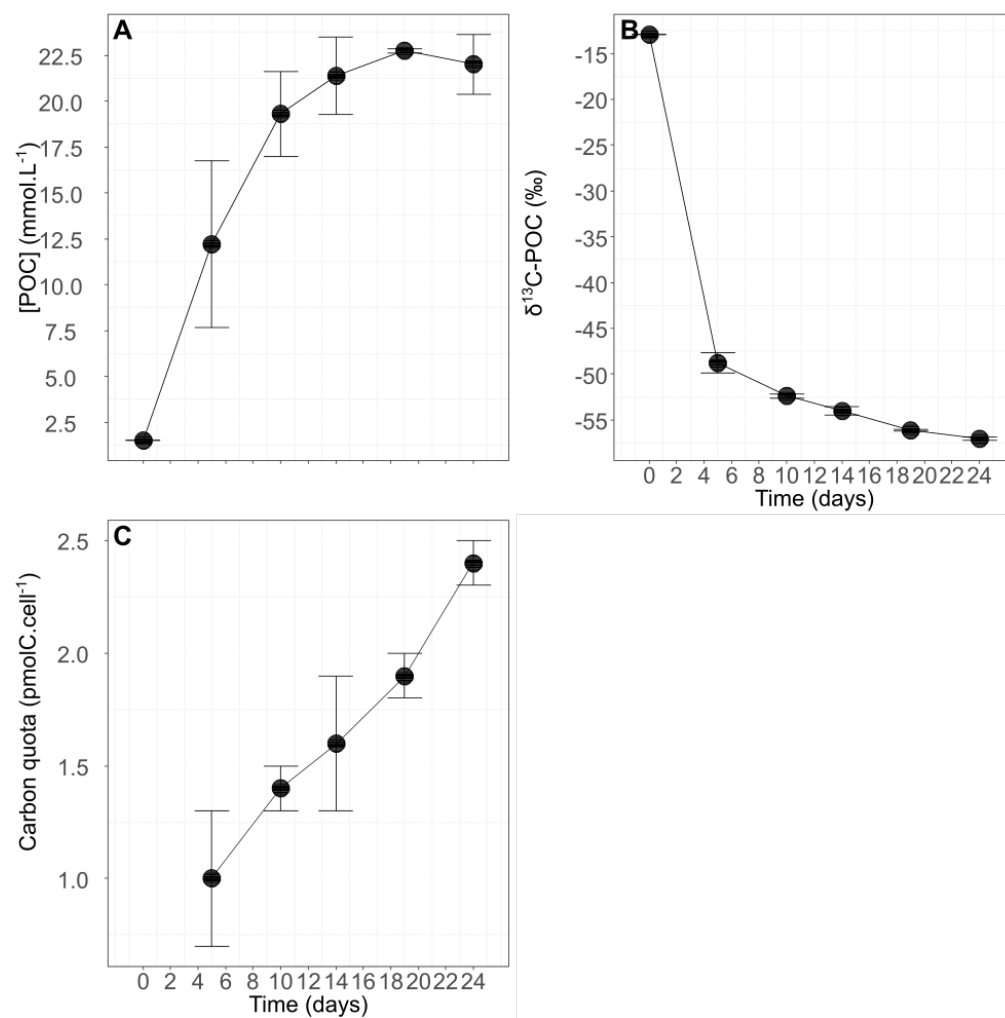 A
22.5
20.0
17.5
15.0
12.5
10.0
7.5
5.0
2.5
[POC] (mmol.L⁻¹)
B
-15
-20
-25
-30
-35
-40
-45
-50
-55
δ¹³C-POC (‰)
0 2 4 6 8 10 12 14 16 18 20 22 24
Time (days)
C
2.5
2.0
1.5
1.0
Carbon quota (pmolC.cell⁻¹)
0 2 4 6 8 10 12 14 16 18 20 22 24
Time (days)